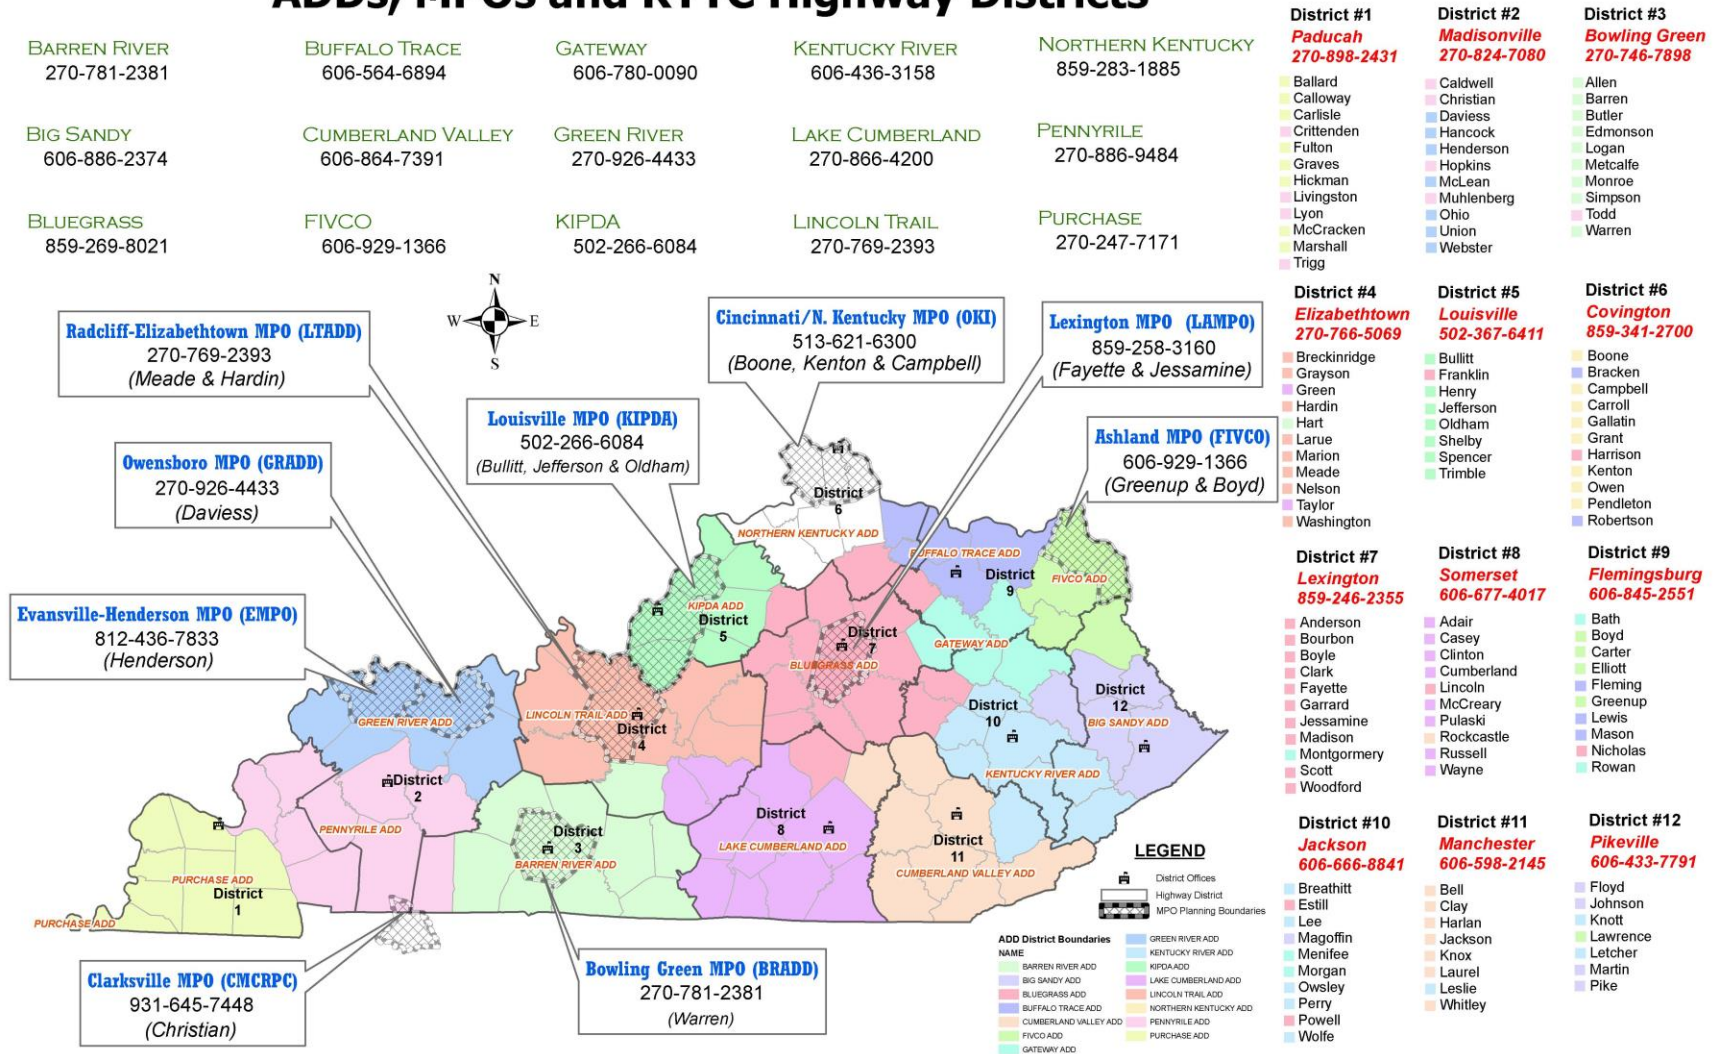 ADDs, MPOs and KYTC Highway Districts
BARREN RIVER
270-781-2381
BUFFALO TRACE
606-564-6894
GATEWAY
606-780-0090
KENTUCKY RIVER
606-436-3158
NORTHERN KENTUCKY
859-283-1885
BIG SANDY
606-886-2374
CUMBERLAND VALLEY
606-864-7391
GREEN RIVER
270-926-4433
LAKE CUMBERLAND
270-866-4200
PENNYRILE
270-886-9484
BLUEGRASS
859-269-8021
FIVCO
606-929-1366
KIPDA
502-266-6084
LINCOLN TRAIL
270-769-2393
PURCHASE
270-247-7171
N
W
E
S
Radcliff-Elizabethtown MPO (LTADD)
270-769-2393
(Meade & Hardin)
Cincinnati/N. Kentucky MPO (OKI)
513-621-6300
(Boone, Kenton & Campbell)
Lexington MPO (LAMPO)
859-258-3160
(Fayette & Jessamine)
Louisville MPO (KIPDA)
502-266-6084
(Bullitt, Jefferson & Oldham)
Ashland MPO (FIVCO)
606-929-1366
(Greenup & Boyd)
Owensboro MPO (GRADD)
270-926-4433
(Daviess)
Evansville-Henderson MPO (EMPO)
812-436-7833
(Henderson)
Clarksville MPO (CMCRPC)
931-645-7448
(Christian)
Bowling Green MPO (BRADD)
270-781-2381
(Warren)
District
6
NORTHERN KENTUCKY ADD
BUFFALO TRACE ADD
District
9
FIVCO ADD
KIPDA ADD
District
5
District
7
BLUEGRASS ADD
GATEWAY ADD
District
12
BIG SANDY ADD
District
10
KENTUCKY RIVER ADD
GREEN RIVER ADD
LINCOLN TRAIL ADD
District
4
District
2
PENNYRILE ADD
District
3
BARREN RIVER ADD
District
8
LAKE CUMBERLAND ADD
District
11
CUMBERLAND VALLEY ADD
PURCHASE ADD
District
1
PURCHASE ADD
LEGEND
District Offices
Highway District
MPO Planning Boundaries
ADD District Boundaries
NAME
BARREN RIVER ADD
BIG SANDY ADD
BLUEGRASS ADD
BUFFALO TRACE ADD
CUMBERLAND VALLEY ADD
FIVCO ADD
GATEWAY ADD
GREEN RIVER ADD
KENTUCKY RIVER ADD
KIPDA ADD
LAKE CUMBERLAND ADD
LINCOLN TRAIL ADD
NORTHERN KENTUCKY ADD
PENNYRILE ADD
PURCHASE ADD
District #1
Paducah
270-898-2431
Ballard
Calloway
Carlisle
Crittenden
Fulton
Graves
Hickman
Livingston
Lyon
McCracken
Marshall
Trigg
District #2
Madisonville
270-824-7080
Caldwell
Christian
Daviess
Hancock
Henderson
Hopkins
McLean
Muhlenberg
Ohio
Union
Webster
District #3
Bowling Green
270-746-7898
Allen
Barren
Butler
Edmonson
Logan
Metcalfe
Monroe
Simpson
Todd
Warren
District #4
Elizabethtown
270-766-5069
Breckinridge
Grayson
Green
Hardin
Hart
Larue
Marion
Meade
Nelson
Taylor
Washington
District #5
Louisville
502-367-6411
Bullitt
Franklin
Henry
Jefferson
Oldham
Shelby
Spencer
Trimble
District #6
Covington
859-341-2700
Boone
Bracken
Campbell
Carroll
Gallatin
Grant
Harrison
Kenton
Owen
Pendleton
Robertson
District #7
Lexington
859-246-2355
Anderson
Bourbon
Boyle
Clark
Fayette
Garrard
Jessamine
Madison
Montgormery
Scott
Woodford
District #8
Somerset
606-677-4017
Adair
Casey
Clinton
Cumberland
Lincoln
McCreary
Pulaski
Rockcastle
Russell
Wayne
District #9
Flemingsburg
606-845-2551
Bath
Boyd
Carter
Elliott
Fleming
Greenup
Lewis
Mason
Nicholas
Rowan
District #10
Jackson
606-666-8841
Breathitt
Estill
Lee
Magoffin
Menifee
Morgan
Owsley
Perry
Powell
Wolfe
District #11
Manchester
606-598-2145
Bell
Clay
Harlan
Jackson
Knox
Laurel
Leslie
Whitley
District #12
Pikeville
606-433-7791
Floyd
Johnson
Knott
Lawrence
Letcher
Martin
Pike